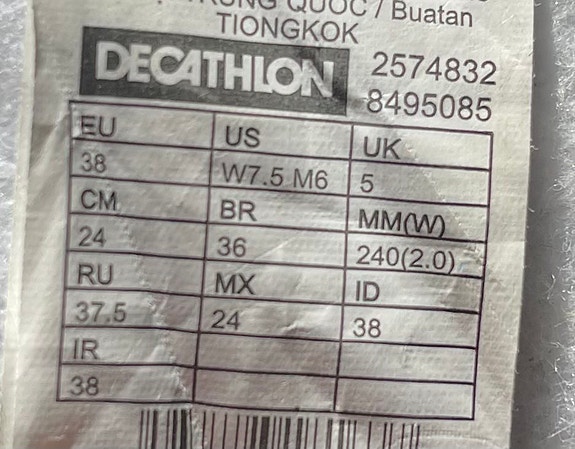 TRUNG QUỐC / Buatan
TIONGKOK
DECATHLON 2574832
8495085
EU US UK
38 W7.5 M6 5
CM BR MM(W)
24 36 240(2.0)
RU MX ID
37.5 24 38
IR
38